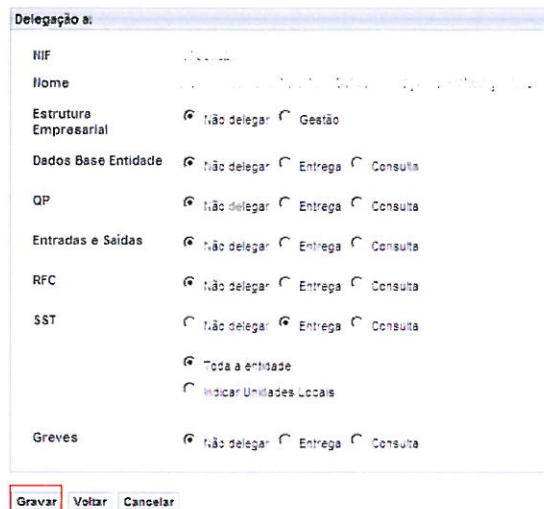 Delegação a:
NIF
Nome
Estrutura Empresarial Não delegar Gestão
Dados Base Entidade Não delegar Entrega Consulta
QP Não delegar Entrega Consulta
Entradas e Saídas Não delegar Entrega Consulta
RFC Não delegar Entrega Consulta
SST Não delegar Entrega Consulta
Toda a entidade
Indicar Unidades Locais
Greves Não delegar Entrega Consulta
Gravar Voltar Cancelar